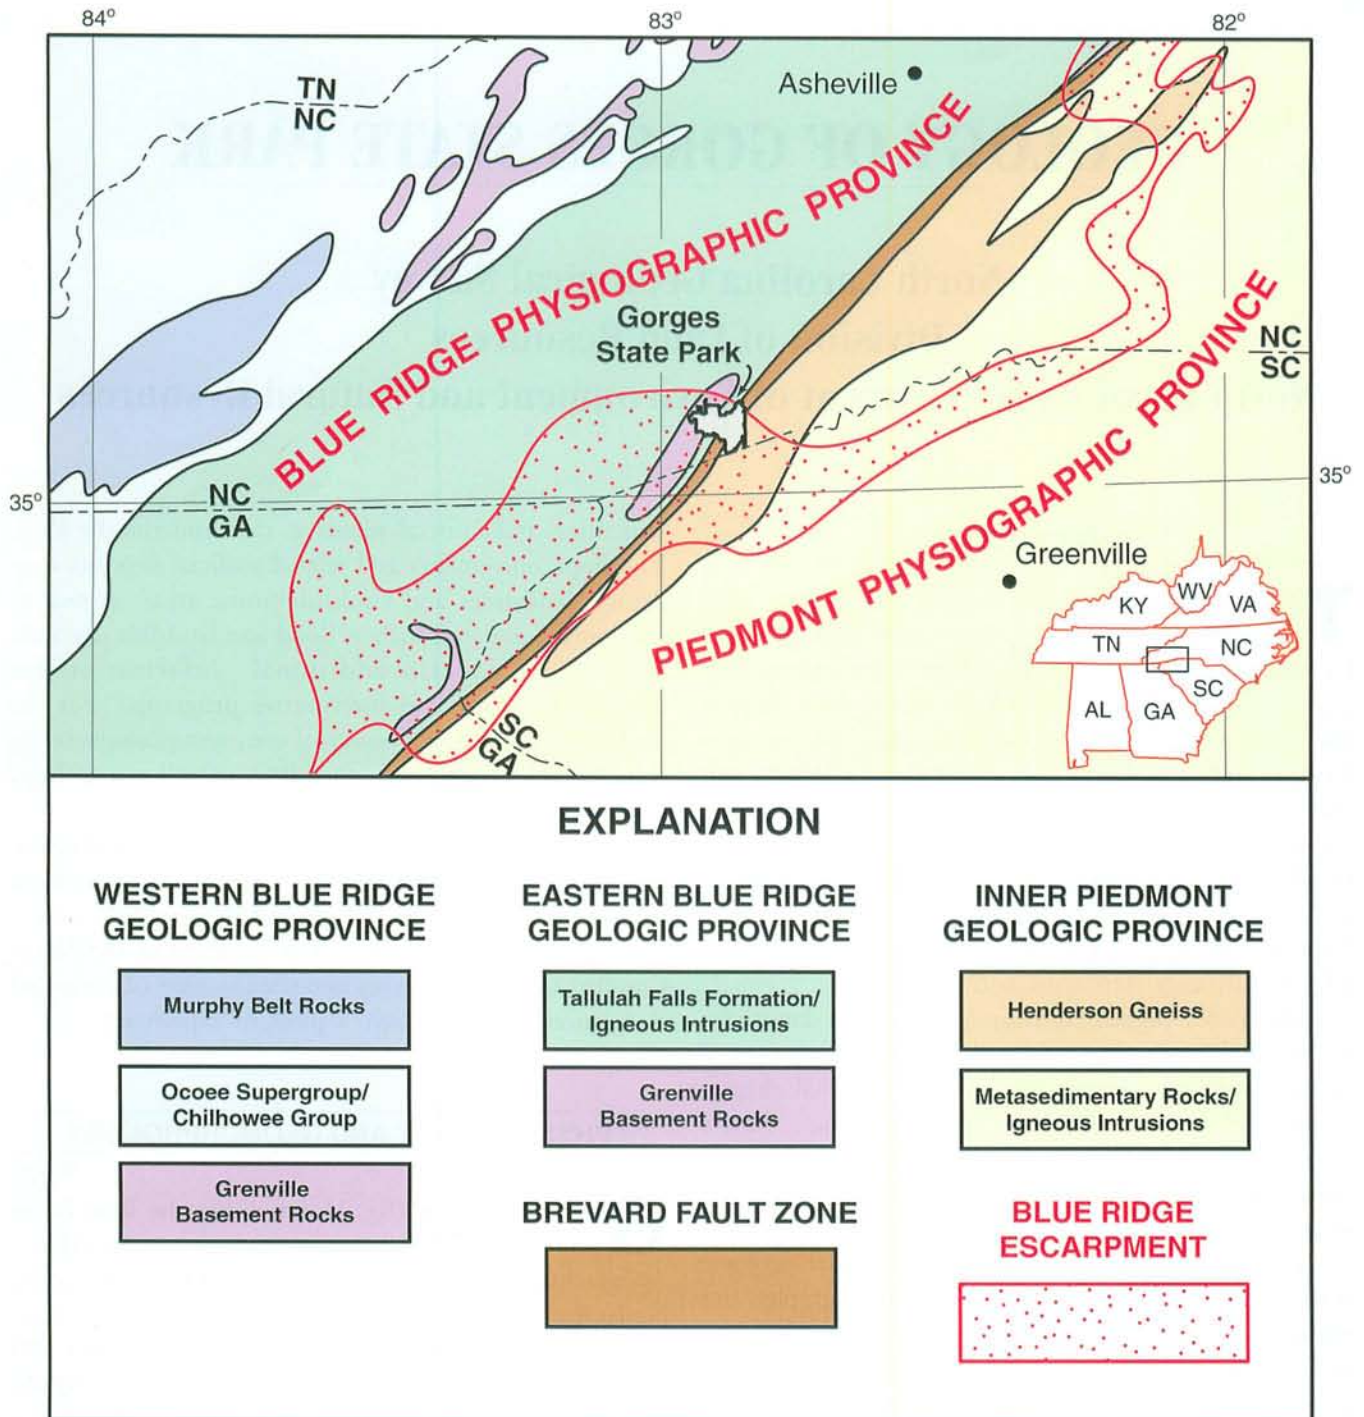 84°
83°
82°
TN
NC
Asheville
BLUE RIDGE PHYSIOGRAPHIC PROVINCE
Gorges
State Park
NC
SC
PIEDMONT PHYSIOGRAPHIC PROVINCE
35°
NC
GA
35°
Greenville
SC
GA
KY
WV
VA
TN
NC
SC
AL
GA
EXPLANATION
WESTERN BLUE RIDGE
GEOLOGIC PROVINCE
Murphy Belt Rocks
Ocoee Supergroup/
Chilhowee Group
Grenville
Basement Rocks
EASTERN BLUE RIDGE
GEOLOGIC PROVINCE
Tallulah Falls Formation/
Igneous Intrusions
Grenville
Basement Rocks
BREVARD FAULT ZONE
INNER PIEDMONT
GEOLOGIC PROVINCE
Henderson Gneiss
Metasedimentary Rocks/
Igneous Intrusions
BLUE RIDGE
ESCARPMENT